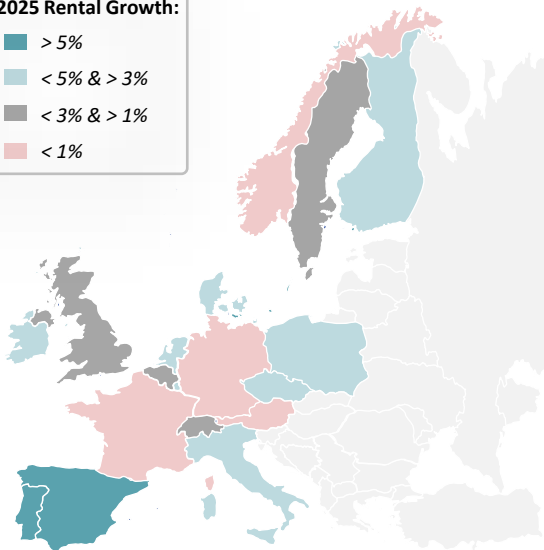 2025 Rental Growth:
> 5%
< 5% & > 3%
< 3% & > 1%
< 1%